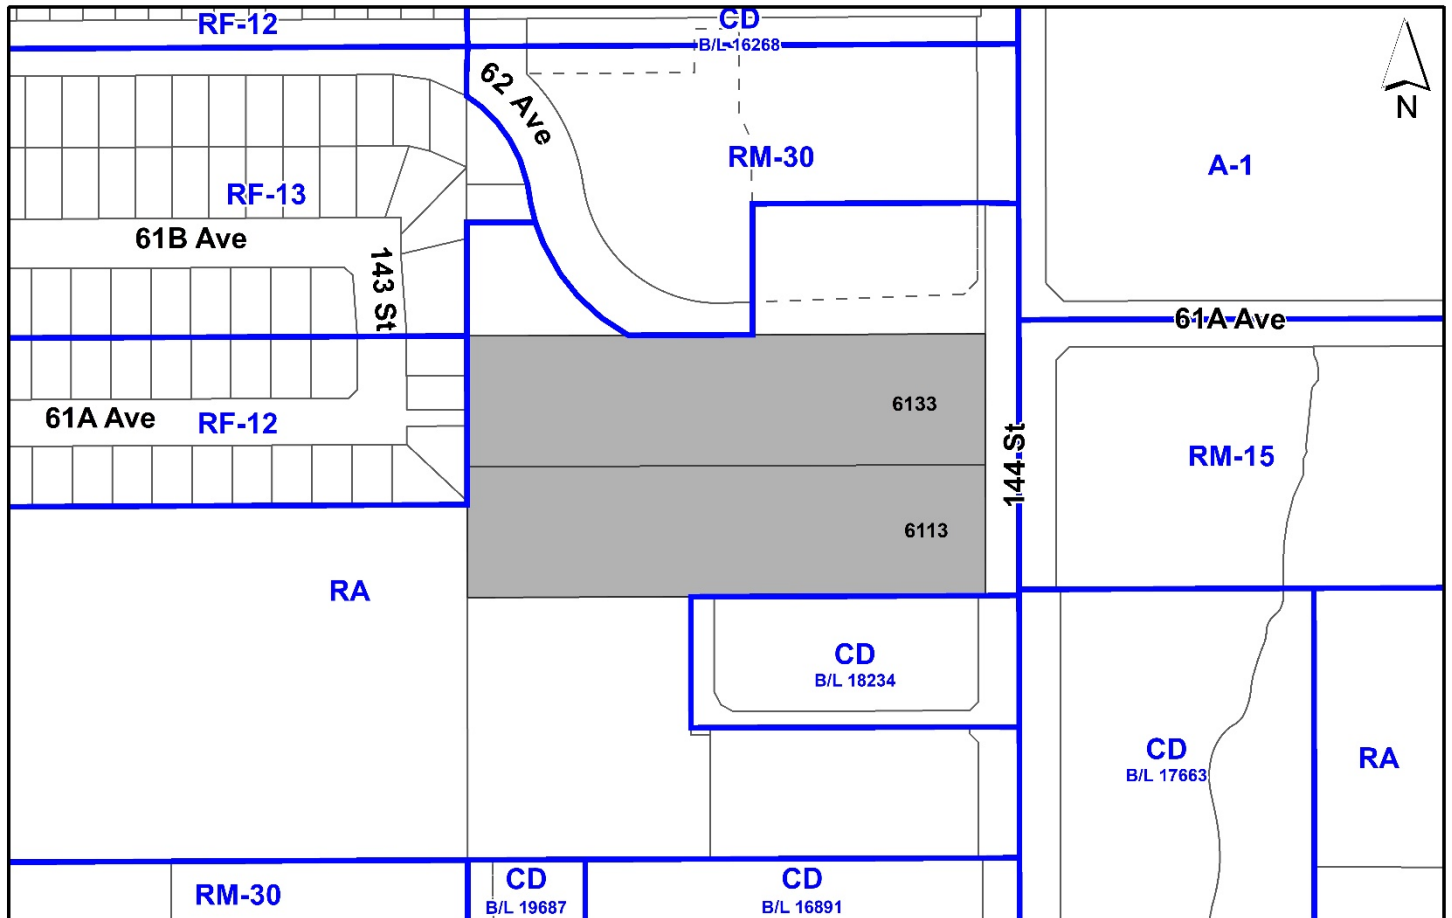 RF-12
CD
B/L 16268
62 Ave
N
RM-30
A-1
RF-13
61B Ave
143 St
61A Ave
6133
61A Ave
RF-12
144 St
RM-15
6113
RA
CD
B/L 18234
CD
B/L 17663
RA
RM-30
CD
B/L 19687
CD
B/L 16891